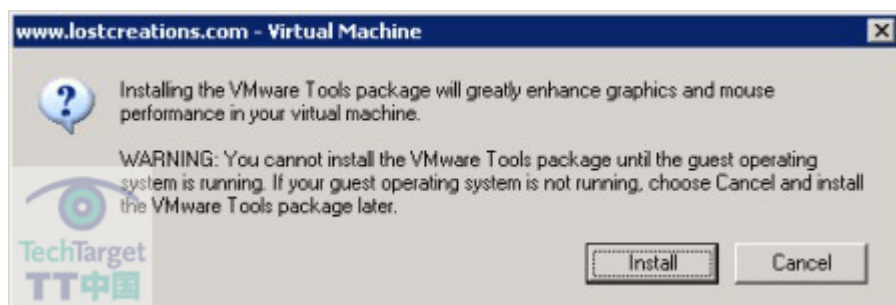 www.lostcreations.com - Virtual Machine
Installing the VMware Tools package will greatly enhance graphics and mouse
performance in your virtual machine.
WARNING: You cannot install the VMware Tools package until the guest operating
system is running. If your guest operating system is not running, choose Cancel and install
the VMware Tools package later.
Install
Cancel
TechTarget
TT中国